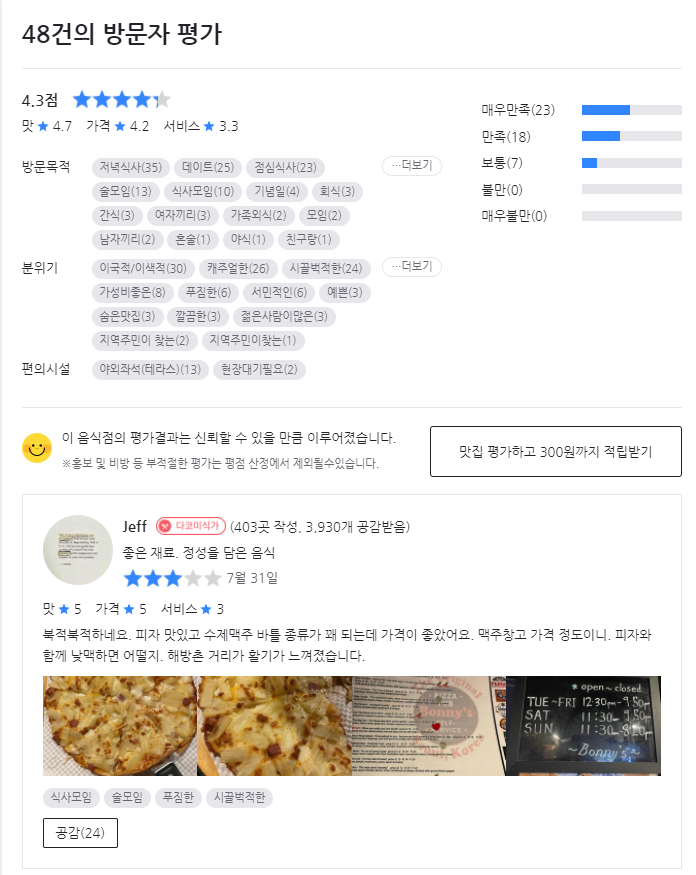 48건의 방문자 평가
4.3점
맛 4.7 가격 4.2 서비스 3.3
매우만족(23)
만족(18)
보통(7)
불만(0)
매우불만(0)
방문목적 저녁식사(35) 데이트(25) 점심식사(23) …더보기
술모임(13) 식사모임(10) 기념일(4) 회식(3)
간식(3) 여자끼리(3) 가족외식(2) 모임(2)
남자끼리(2) 혼술(1) 야식(1) 친구랑(1)
분위기 이국적/이색적(30) 캐주얼한(26) 시끌벅적한(24) …더보기
가성비좋은(8) 푸짐한(6) 서민적인(6) 예쁜(3)
숨은맛집(3) 깔끔한(3) 젊은사람이많은(3)
지역주민이 찾는(2) 지역주민이찾는(1)
편의시설 야외좌석(테라스)(13) 현장대기필요(2)
이 음식점의 평가결과는 신뢰할 수 있을 만큼 이루어졌습니다.
※홍보 및 비방 등 부적절한 평가는 평점 산정에서 제외될수있습니다.
맛집 평가하고 300원까지 적립받기
Jeff 다코미식가 (403곳 작성, 3,930개 공감받음)
좋은 재료. 정성을 담은 음식
7월 31일
맛 5 가격 5 서비스 3
북적북적하네요. 피자 맛있고 수제맥주 바틀 종류가 꽤 되는데 가격이 좋았어요. 맥주창고 가격 정도이니. 피자와
함께 낮맥하면 어떨지. 해방촌 거리가 활기가 느껴졌습니다.
Original
PIZZA
Bonny's
SELF-
SERVICE
Korea
* open ~ closed
TUE ~ FRI 12:30pm - 9:50pm
SAT 11:30 - 9:50pm
SUN 11:30 - 8:20pm
~Bonny's~
식사모임 술모임 푸짐한 시끌벅적한
공감(24)